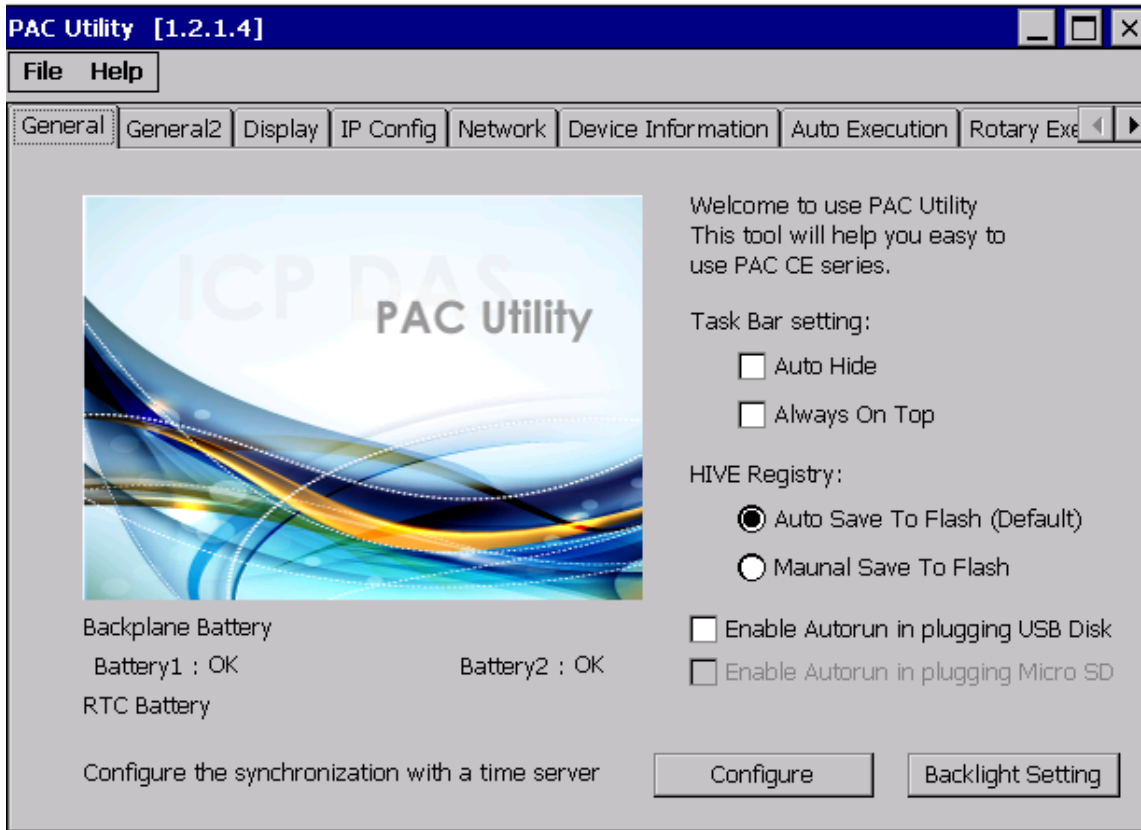 PAC Utility [1.2.1.4]
File Help
General General2 Display IP Config Network Device Information Auto Execution Rotary Exe
ICP DAS
PAC Utility
Welcome to use PAC Utility
This tool will help you easy to
use PAC CE series.
Task Bar setting:
Auto Hide
Always On Top
HIVE Registry:
Auto Save To Flash (Default)
Maunal Save To Flash
Enable Autorun in plugging USB Disk
Enable Autorun in plugging Micro SD
Backplane Battery
Battery1 : OK Battery2 : OK
RTC Battery
Configure the synchronization with a time server Configure Backlight Setting